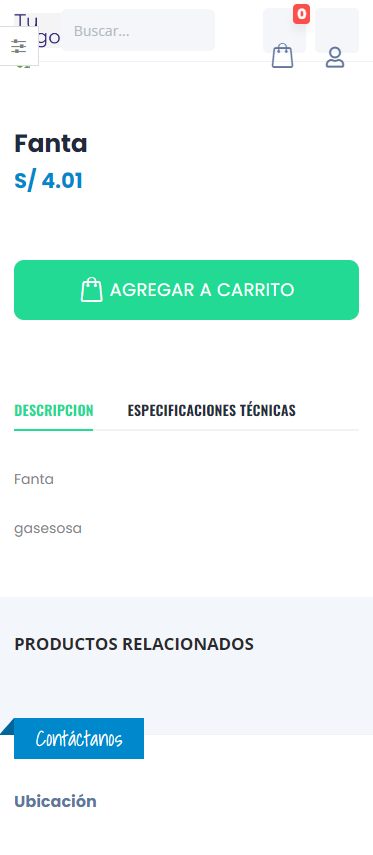 Tu
go
Buscar...
0
Fanta
S/ 4.01
AGREGAR A CARRITO
DESCRIPCION
ESPECIFICACIONES TÉCNICAS
Fanta
gasesosa
PRODUCTOS RELACIONADOS
Contáctanos
Ubicación